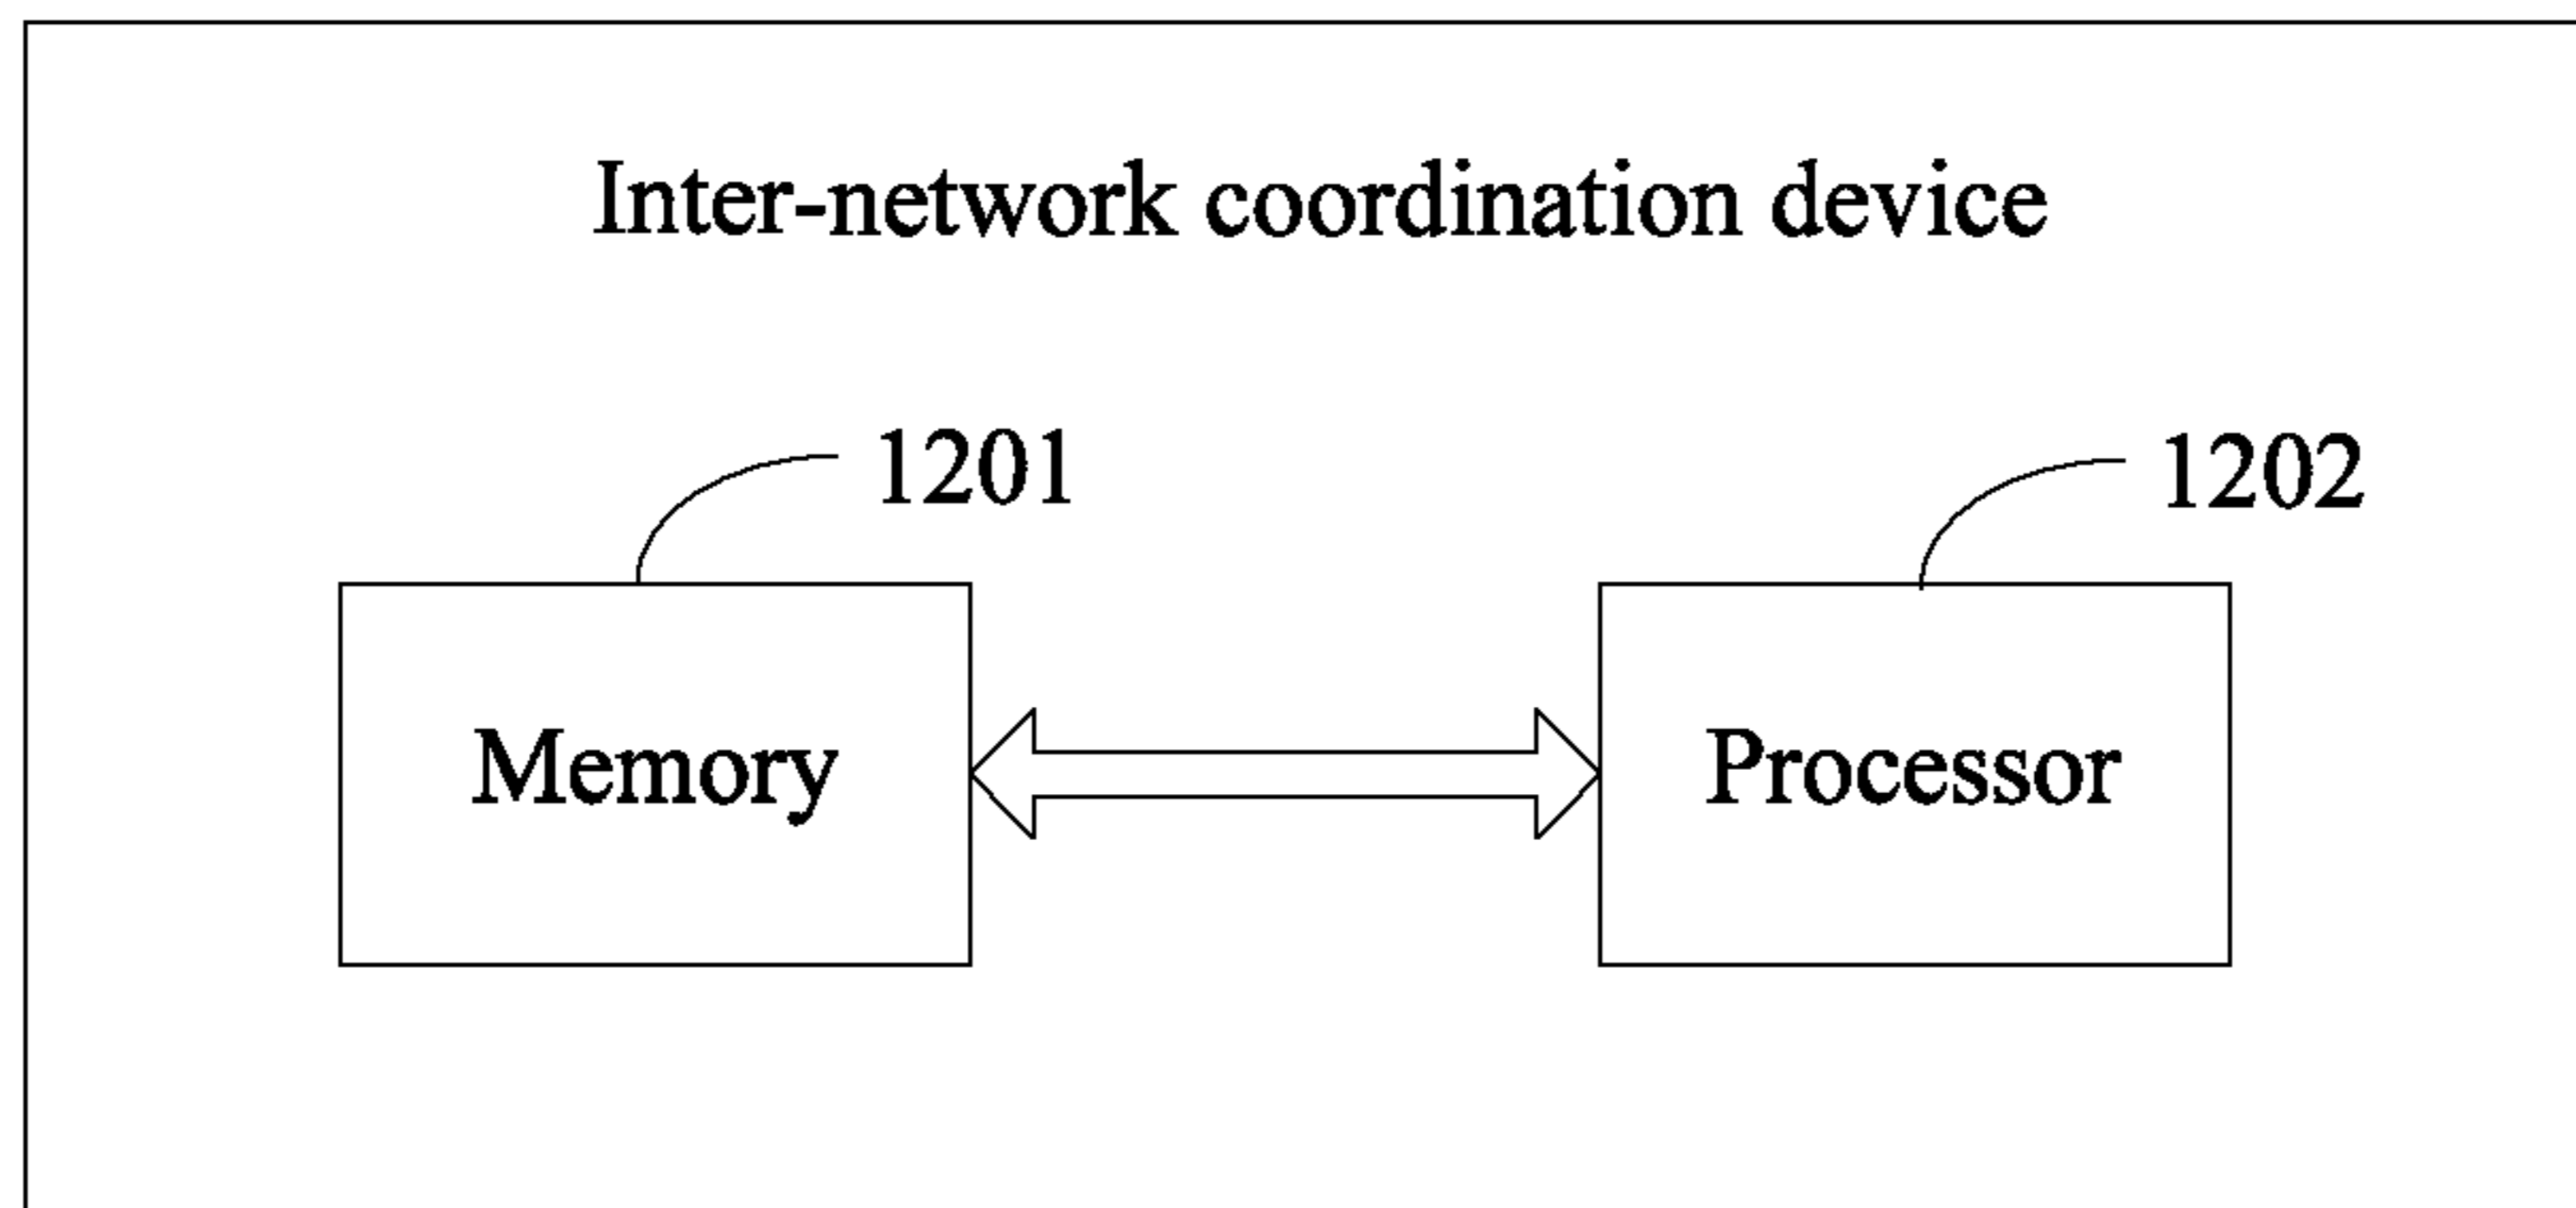 Inter-network coordination device
1201
1202
Memory
Processor